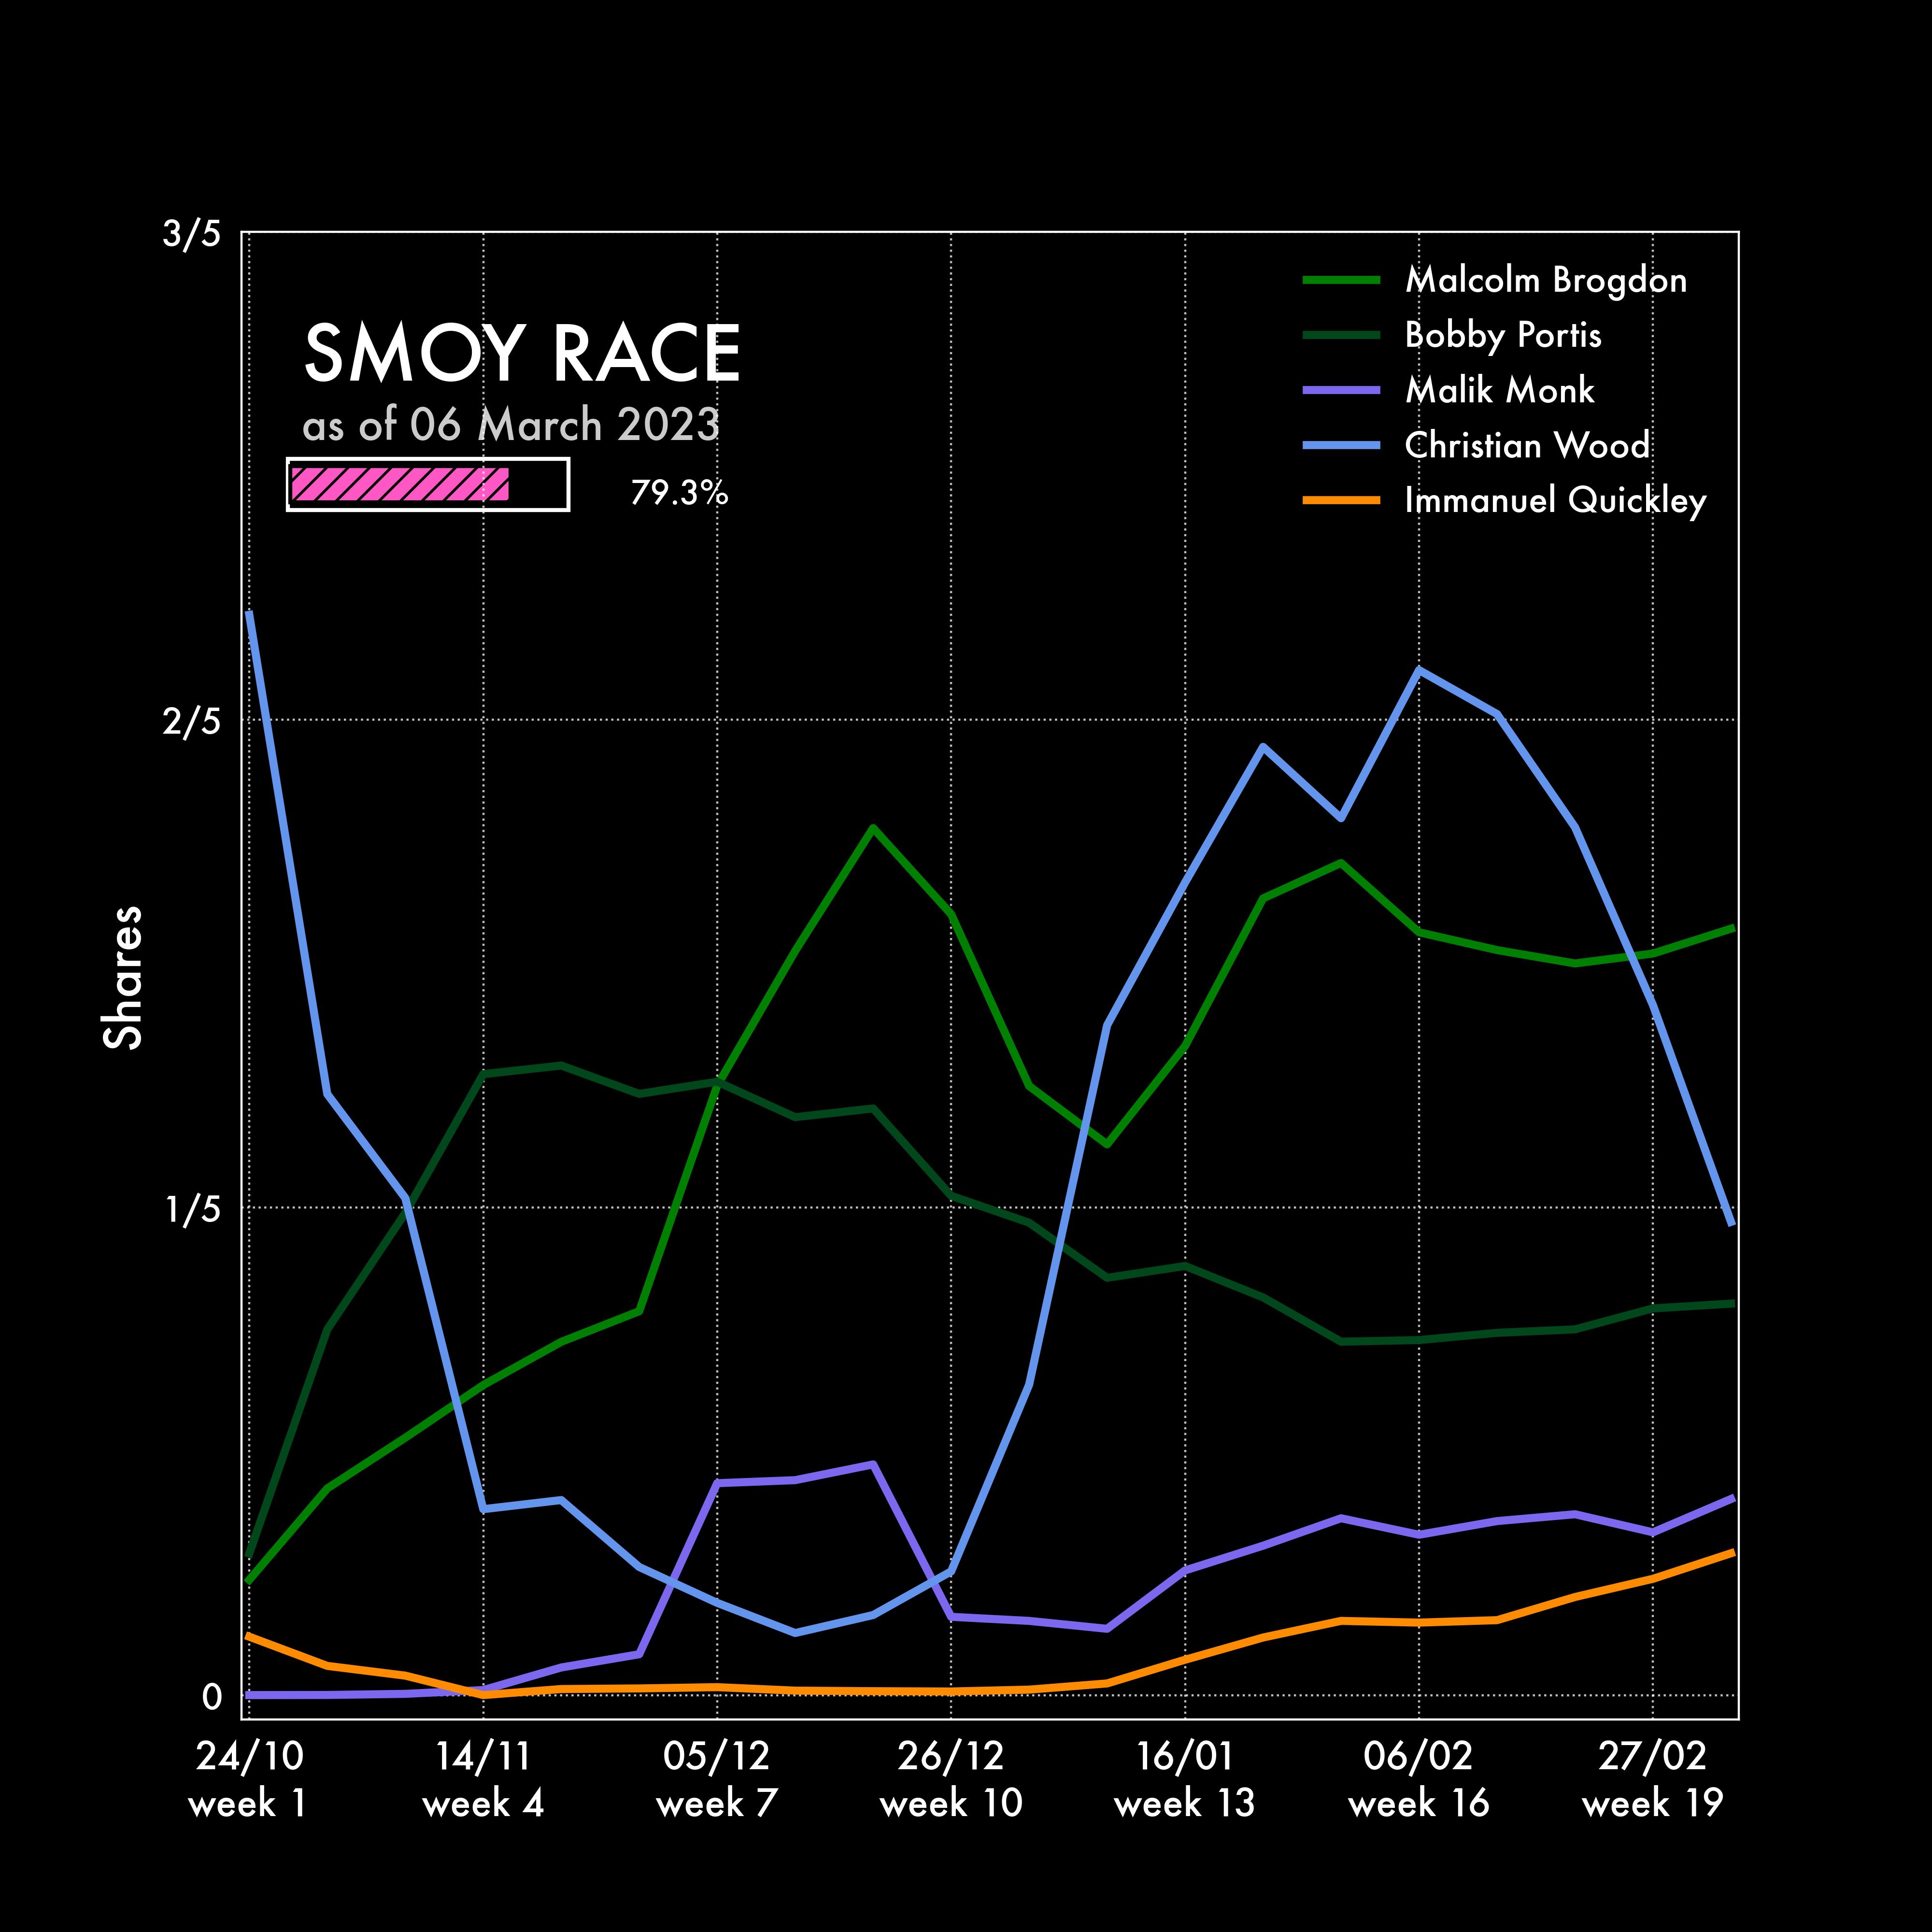 SMOY RACE
as of 06 March 2023
79.3%
Malcolm Brogdon
Bobby Portis
Malik Monk
Christian Wood
Immanuel Quickley
Shares
3/5
2/5
1/5
0
24/10 14/11 05/12 26/12 16/01 06/02 27/02
week 1 week 4 week 7 week 10 week 13 week 16 week 19